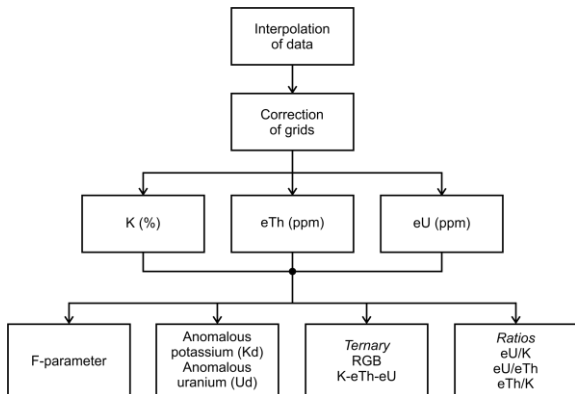 Interpolation
of data
Correction
of grids
K (%)
eTh (ppm)
eU (ppm)
F-parameter
Anomalous
potassium (Kd)
Anomalous
uranium (Ud)
Ternary
RGB
K-eTh-eU
Ratios
eU/K
eU/eTh
eTh/K